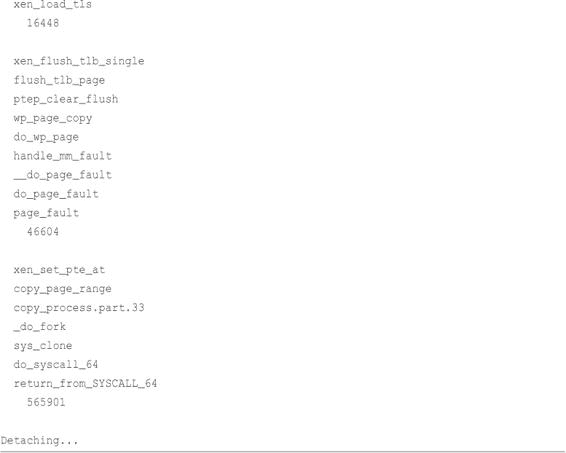 xen_load_tls
16448
xen_flush_tlb_single
flush_tlb_page
ptep_clear_flush
wp_page_copy
do_wp_page
handle_mm_fault
__do_page_fault
do_page_fault
page_fault
46604
xen_set_pte_at
copy_page_range
copy_process.part.33
_do_fork
sys_clone
do_syscall_64
return_from_SYSCALL_64
565901
Detaching...